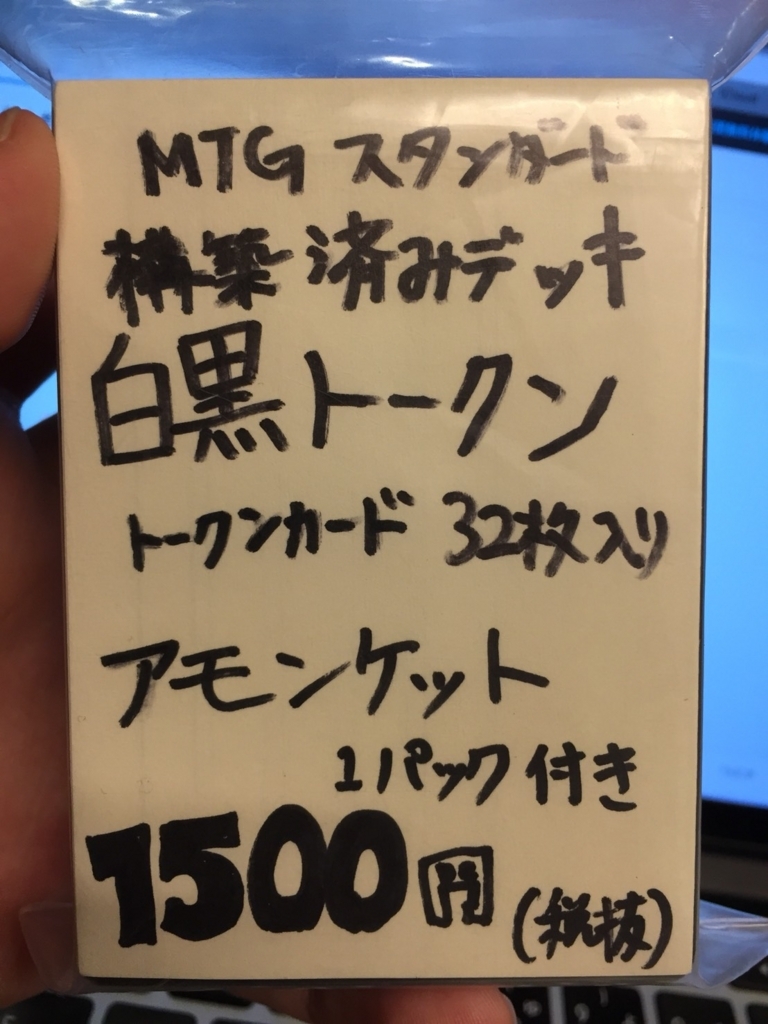 MTG スタンダード
構築済みデッキ
白黒トークン
トークンカード 32枚入り
アモンケット
1パック付き
1500円 (税抜)